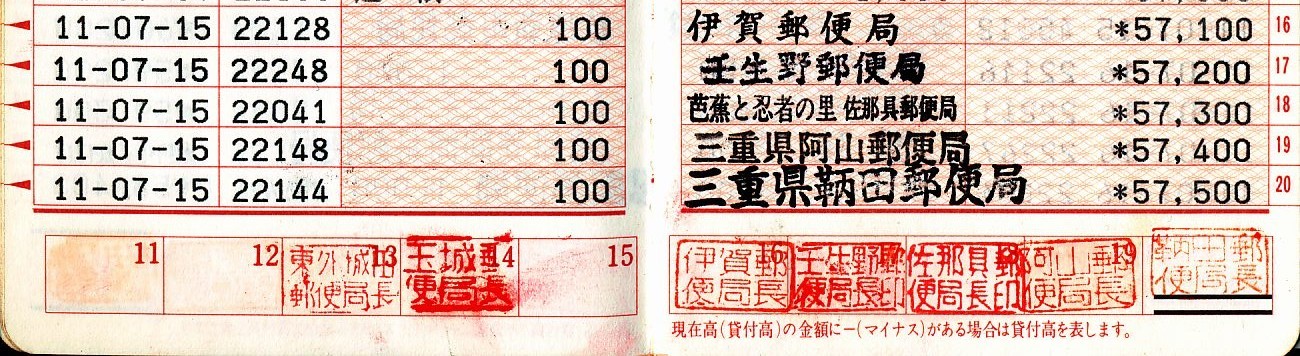 11-07-15 22128 100 伊賀郵便局 *57,100 16
11-07-15 22248 100 壬生野郵便局 *57,200 17
11-07-15 22041 100 芭蕉と忍者の里 佐那具郵便局 *57,300 18
11-07-15 22148 100 三重県阿山郵便局 *57,400 19
11-07-15 22144 100 三重県鞆田郵便局 *57,500 20
11 12 13 14 15 16 19
東外城田郵便局長
玉城郵便局長
伊賀郵便局長
壬生野郵便局長印
佐那具郵便局長印
阿山郵便局長
鞆田郵便局長
現在高(貸付高)の金額に-(マイナス)がある場合は貸付高を表します。